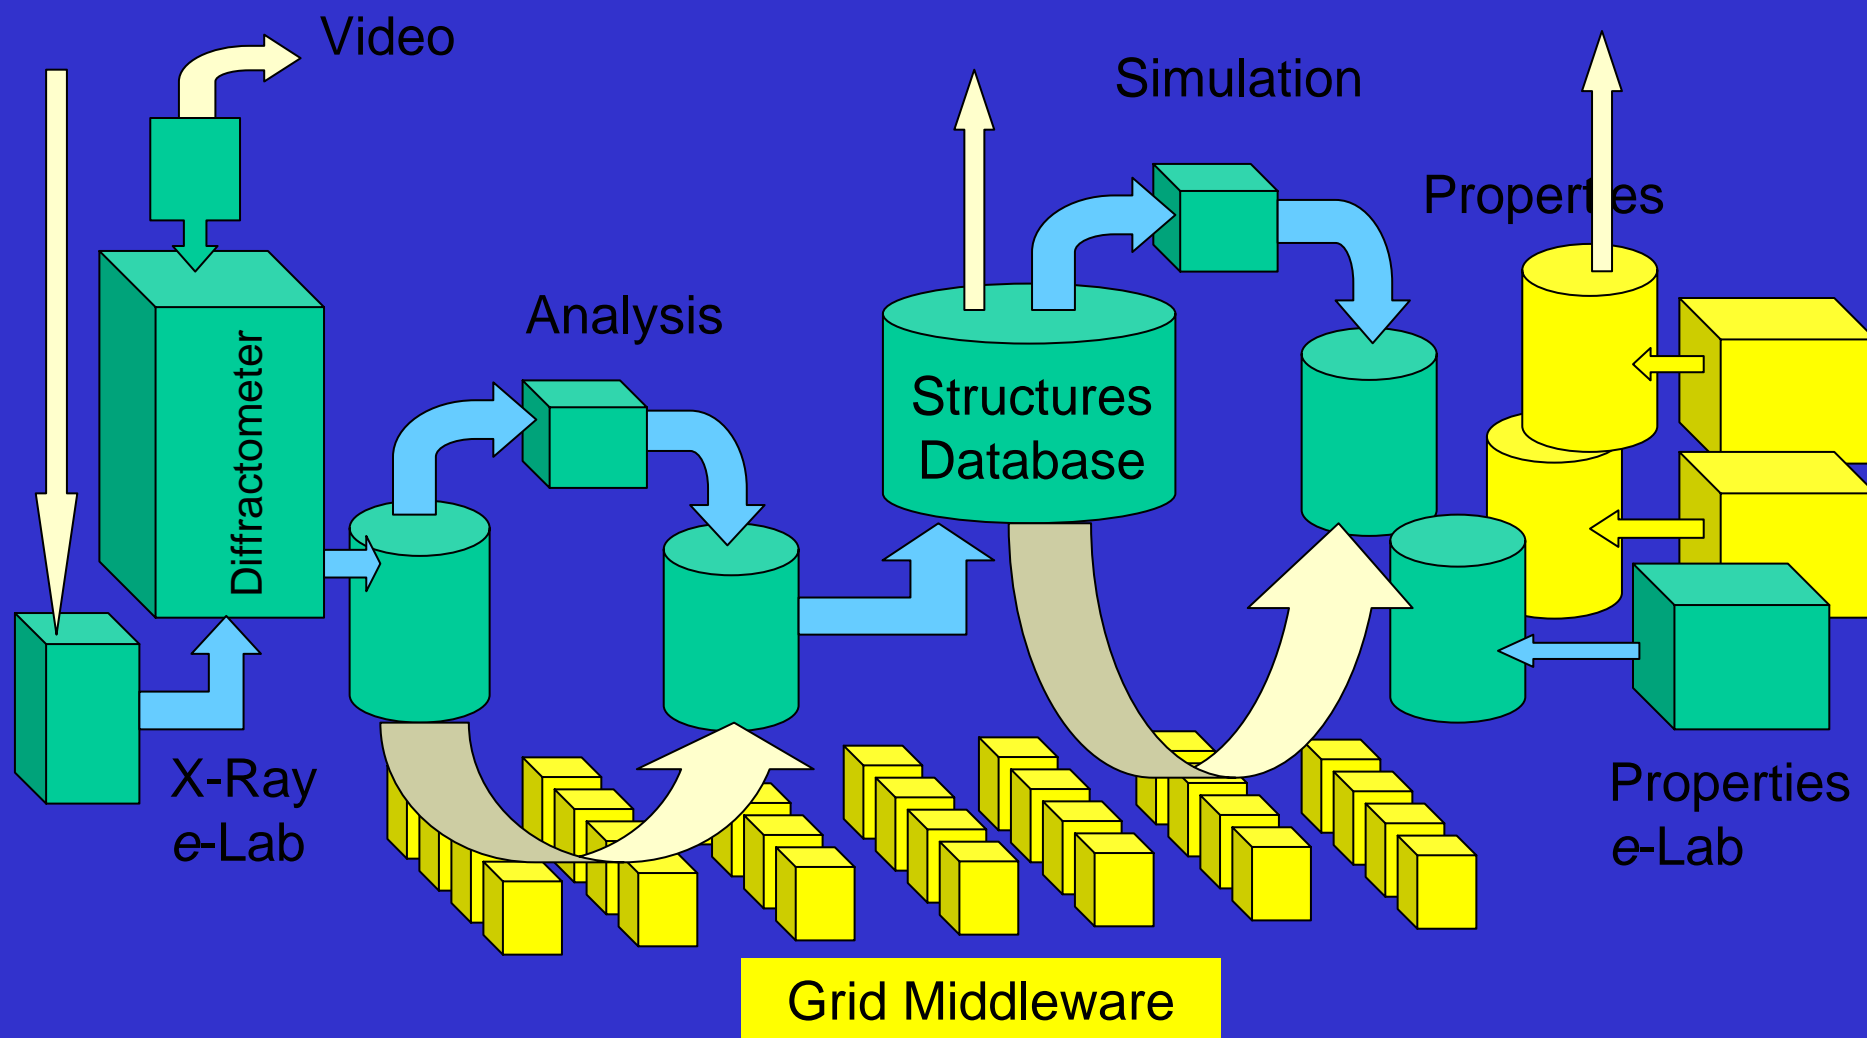 Video
Simulation
Properties
Analysis
Diffractometer
Structures
Database
X-Ray
e-Lab
Properties
e-Lab
Grid Middleware